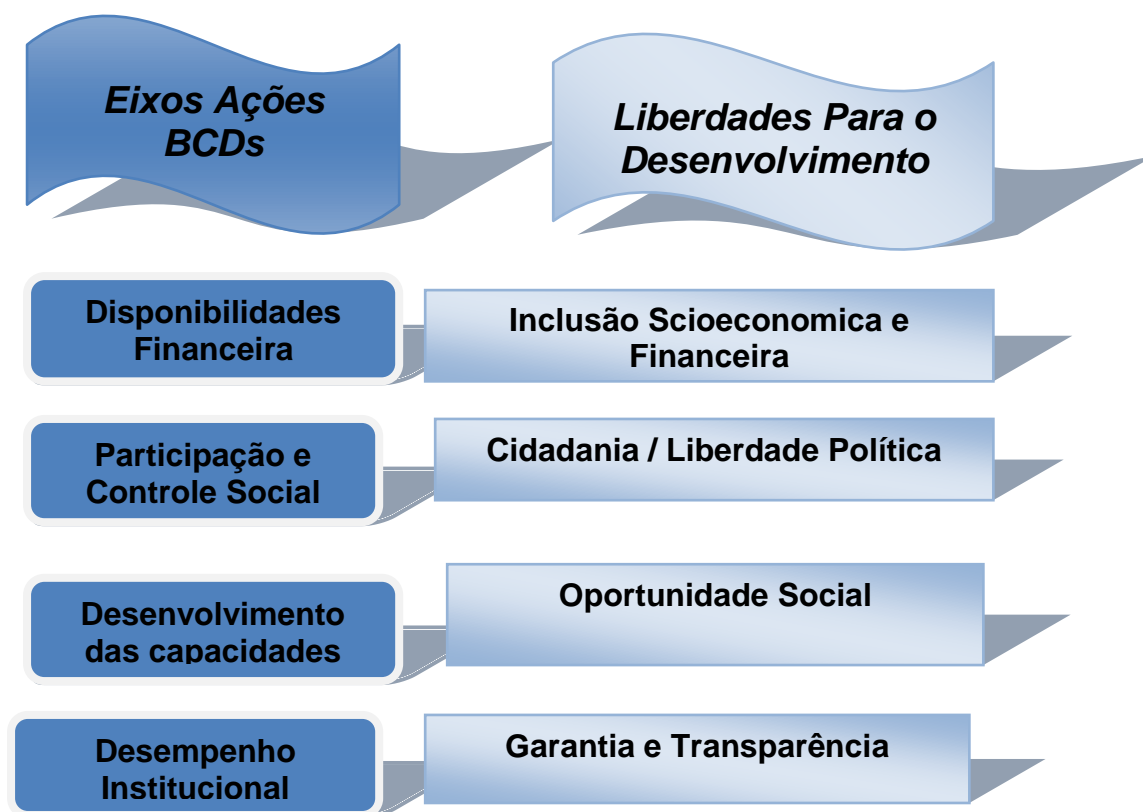 Eixos Ações
BCDs
Liberdades Para o
Desenvolvimento
Disponibilidades
Financeira
Inclusão Scioeconomica e
Financeira
Participação e
Controle Social
Cidadania / Liberdade Política
Desenvolvimento
das capacidades
Oportunidade Social
Desempenho
Institucional
Garantia e Transparência